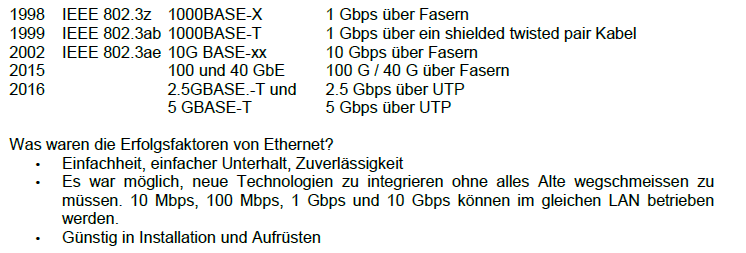 1998 IEEE 802.3z 1000BASE-X 1 Gbps über Fasern
1999 IEEE 802.3ab 1000BASE-T 1 Gbps über ein shielded twisted pair Kabel
2002 IEEE 802.3ae 10G BASE-xx 10 Gbps über Fasern
2015 100 und 40 GbE 100 G / 40 G über Fasern
2016 2.5GBASE.-T und 2.5 Gbps über UTP
5 GBASE-T 5 Gbps über UTP
Was waren die Erfolgsfaktoren von Ethernet?
• Einfachheit, einfacher Unterhalt, Zuverlässigkeit
• Es war möglich, neue Technologien zu integrieren ohne alles Alte wegschmeissen zu
müssen. 10 Mbps, 100 Mbps, 1 Gbps und 10 Gbps können im gleichen LAN betrieben
werden.
• Günstig in Installation und Aufrüsten